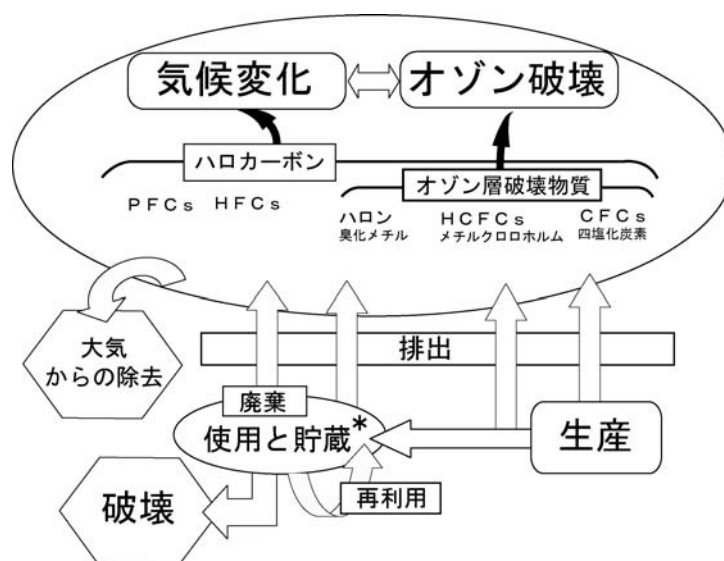 気候変化
オゾン破壊
ハロカーボン
オゾン層破壊物質
PFCs HFCs
ハロン
臭化メチル
HCFCs
メチルクロロホルム
CFCs
四塩化炭素
大気
からの除去
排出
廃棄
使用と貯蔵*
生産
再利用
破壊